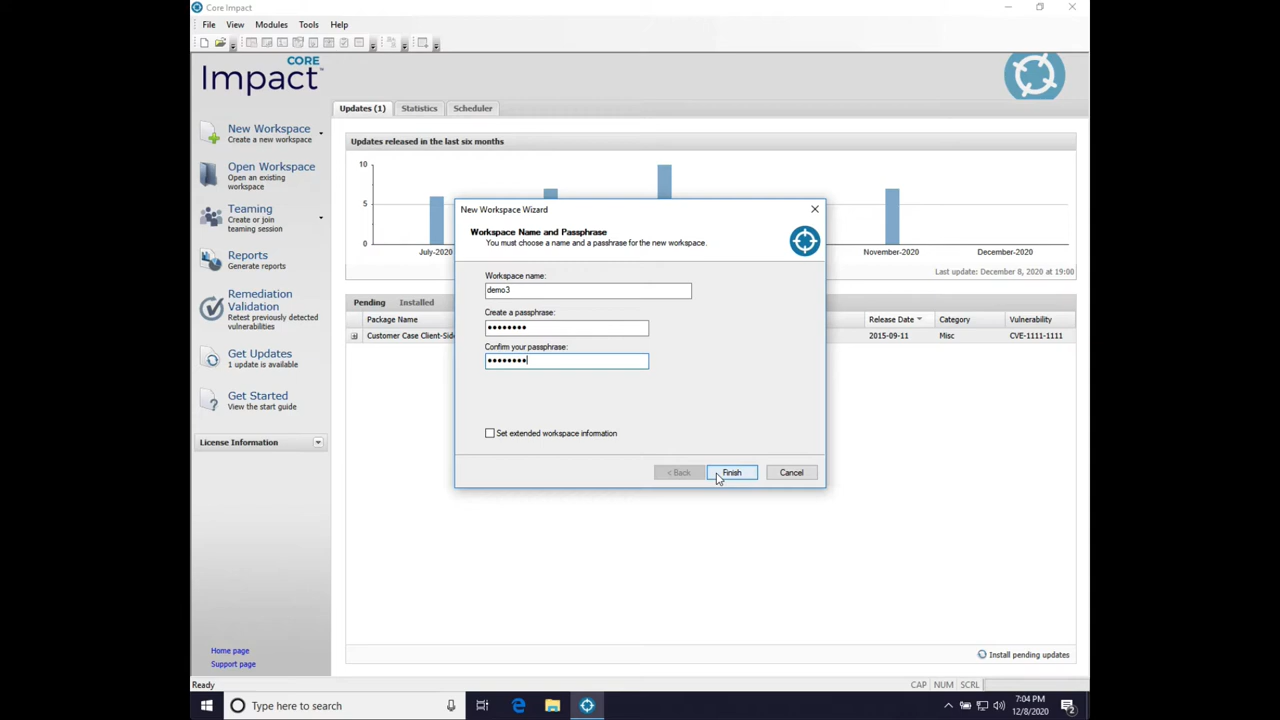 Core Impact
File View Modules Tools Help
CORE
Impact™
Updates (1) Statistics Scheduler
New Workspace
Create a new workspace
Open Workspace
Open an existing
workspace
Teaming
Create or join
teaming session
Reports
Generate reports
Remediation
Validation
Retest previously detected
vulnerabilities
Get Updates
1 update is available
Get Started
View the start guide
License Information
Home page
Support page
Updates released in the last six months
10
5
0
July-2020
November-2020 December-2020
Last update: December 8, 2020 at 19:00
Pending Installed
Package Name Release Date Category Vulnerability
Customer Case Client-Sid 2015-09-11 Misc CVE-1111-1111
New Workspace Wizard
Workspace Name and Passphrase
You must choose a name and a passhrase for the new workspace.
Workspace name:
demo3
Create a passphrase:
••••••••
Confirm your passphrase:
••••••••
Set extended workspace information
< Back Finish Cancel
Install pending updates
Ready CAP NUM SCRL
Type here to search
7:04 PM
12/8/2020
2